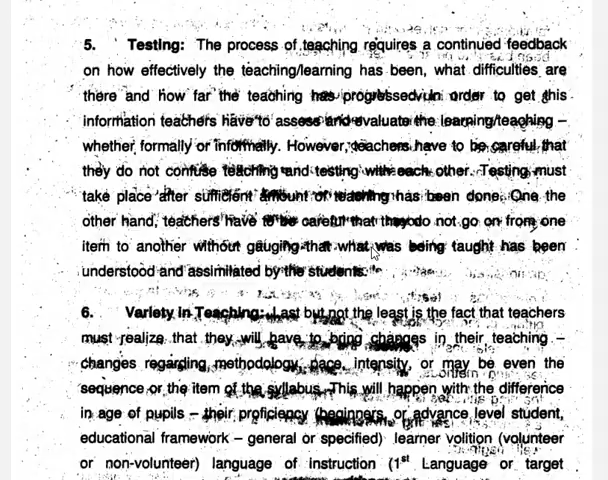 5. Testing: The process of teaching requires a continued feedback
on how effectively the teaching/learning has been, what difficulties are
there and how far the teaching has progressed. In order to get this
information teachers have to assess and evaluate the learning/teaching –
whether formally or informally. However, teachers have to be careful that
they do not confuse teaching and testing with each other. Testing must
take place after sufficient amount of teaching has been done. One the
other hand, teachers have to be careful that they do not go on from one
item to another without gauging that what was being taught has been
understood and assimilated by the students.
6. Variety in Teaching: Last but not the least is the fact that teachers
must realize that they will have to bring changes in their teaching –
changes regarding methodology, pace, intensity, or may be even the
sequence or the item of the syllabus. This will happen with the difference
in age of pupils – their proficiency (beginners, or advance level student,
educational framework – general or specified) learner volition (volunteer
or non-volunteer) language of instruction (1st Language or target